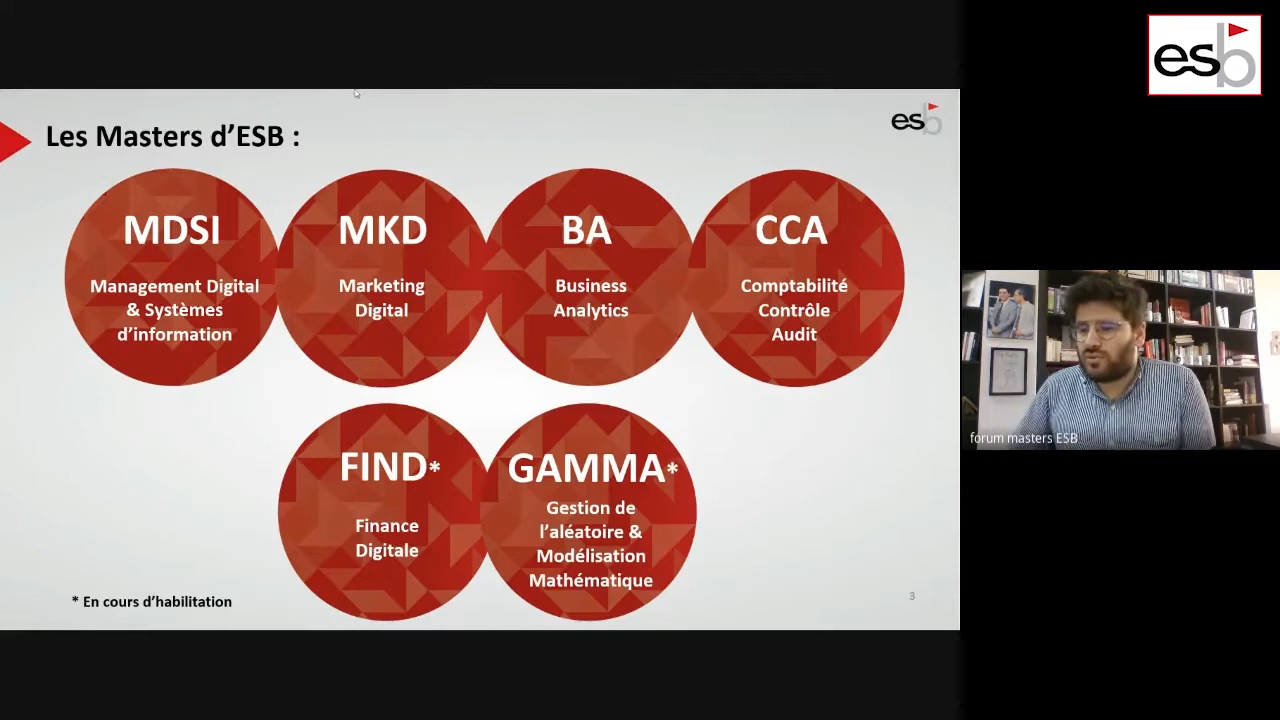 esb
esb
Les Masters d’ESB :
MDSI
Management Digital
& Systèmes
d’information
MKD
Marketing
Digital
BA
Business
Analytics
CCA
Comptabilité
Contrôle
Audit
FIND*
Finance
Digitale
GAMMA*
Gestion de
l’aléatoire &
Modélisation
Mathématique
* En cours d’habilitation
3
forum masters ESB